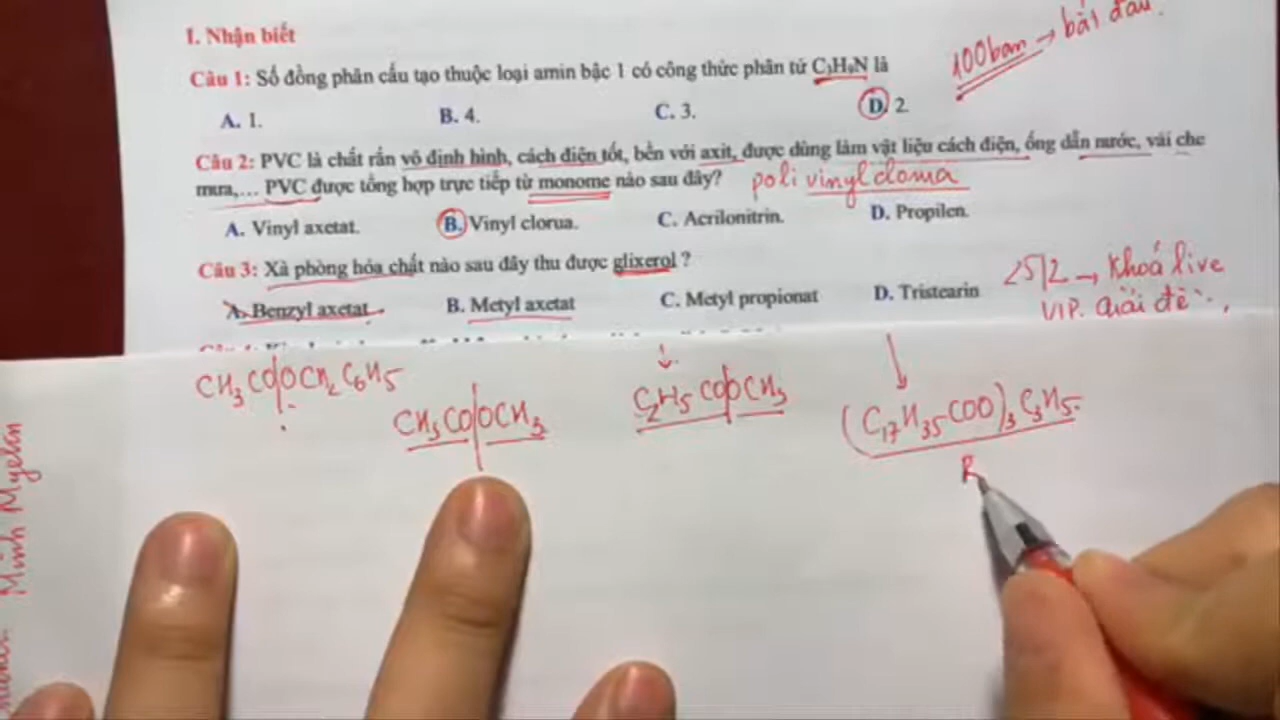 I. Nhận biết
100 bạn → bắt đầu.
Câu 1: Số đồng phân cấu tạo thuộc loại amin bậc 1 có công thức phân tử C₃H₉N là
A. 1. B. 4. C. 3. D. 2.
Câu 2: PVC là chất rắn vô định hình, cách điện tốt, bền với axit, được dùng làm vật liệu cách điện, ống dẫn nước, vải che
mưa,... PVC được tổng hợp trực tiếp từ monome nào sau đây? poli vinyl clorua
A. Vinyl axetat. B. Vinyl clorua. C. Acrilonitrin. D. Propilen.
Câu 3: Xà phòng hóa chất nào sau đây thu được glixerol ?
25/2 → Khoá live
VIP. Giải đề
A. Benzyl axetat B. Metyl axetat C. Metyl propionat D. Tristearin
CH₃COOCH₂C₆H₅
CH₃COOCH₃
C₂H₅COOCH₃
(C₁₇H₃₅COO)₃C₃H₅
Minh